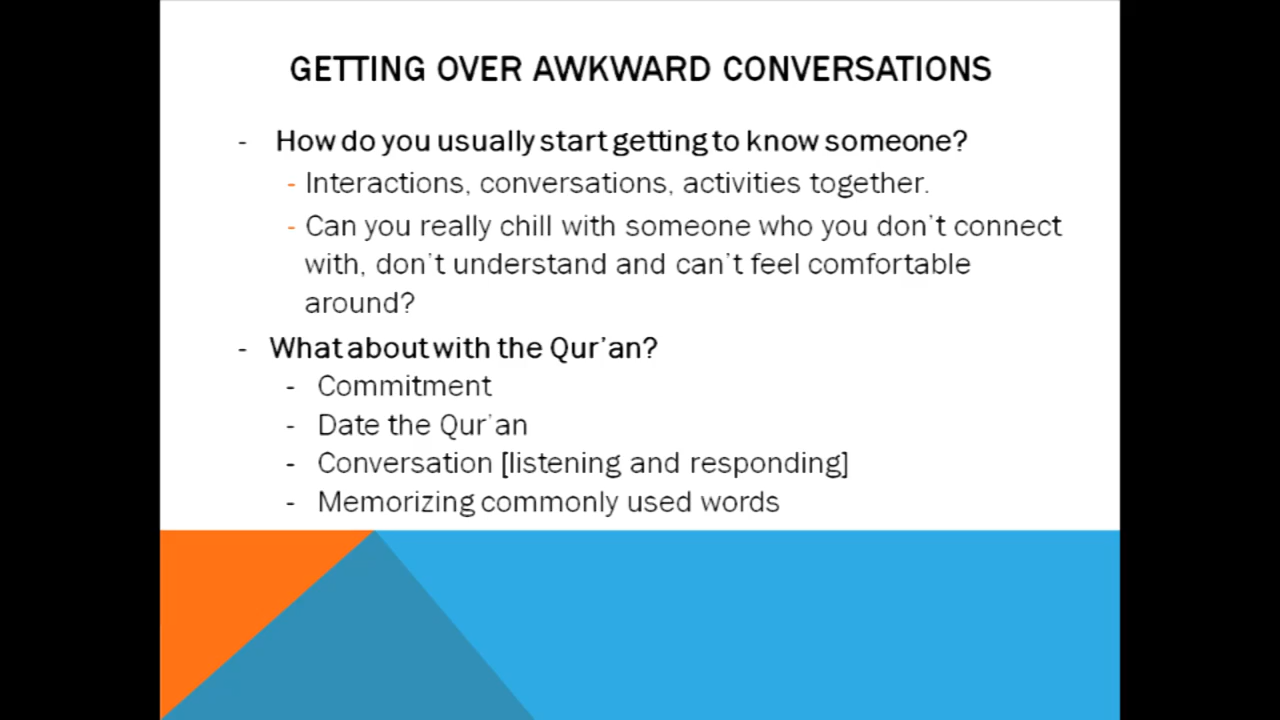 GETTING OVER AWKWARD CONVERSATIONS
- How do you usually start getting to know someone?
- Interactions, conversations, activities together.
- Can you really chill with someone who you don't connect
with, don't understand and can't feel comfortable
around?
- What about with the Qur'an?
- Commitment
- Date the Qur'an
- Conversation [listening and responding]
- Memorizing commonly used words